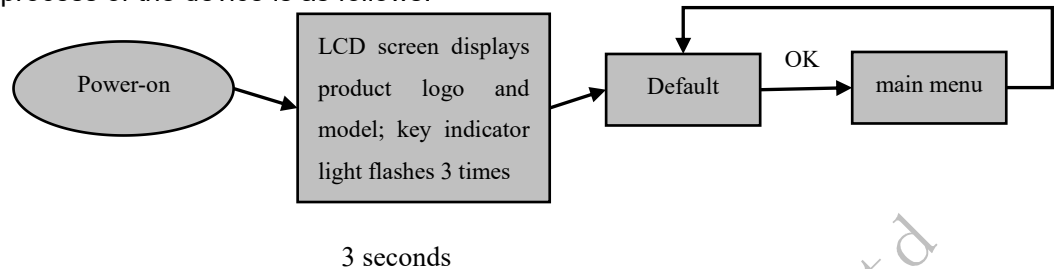 process of the device is as follows:
Power-on
LCD screen displays
product logo and
model; key indicator
light flashes 3 times
Default
OK
main menu
3 seconds